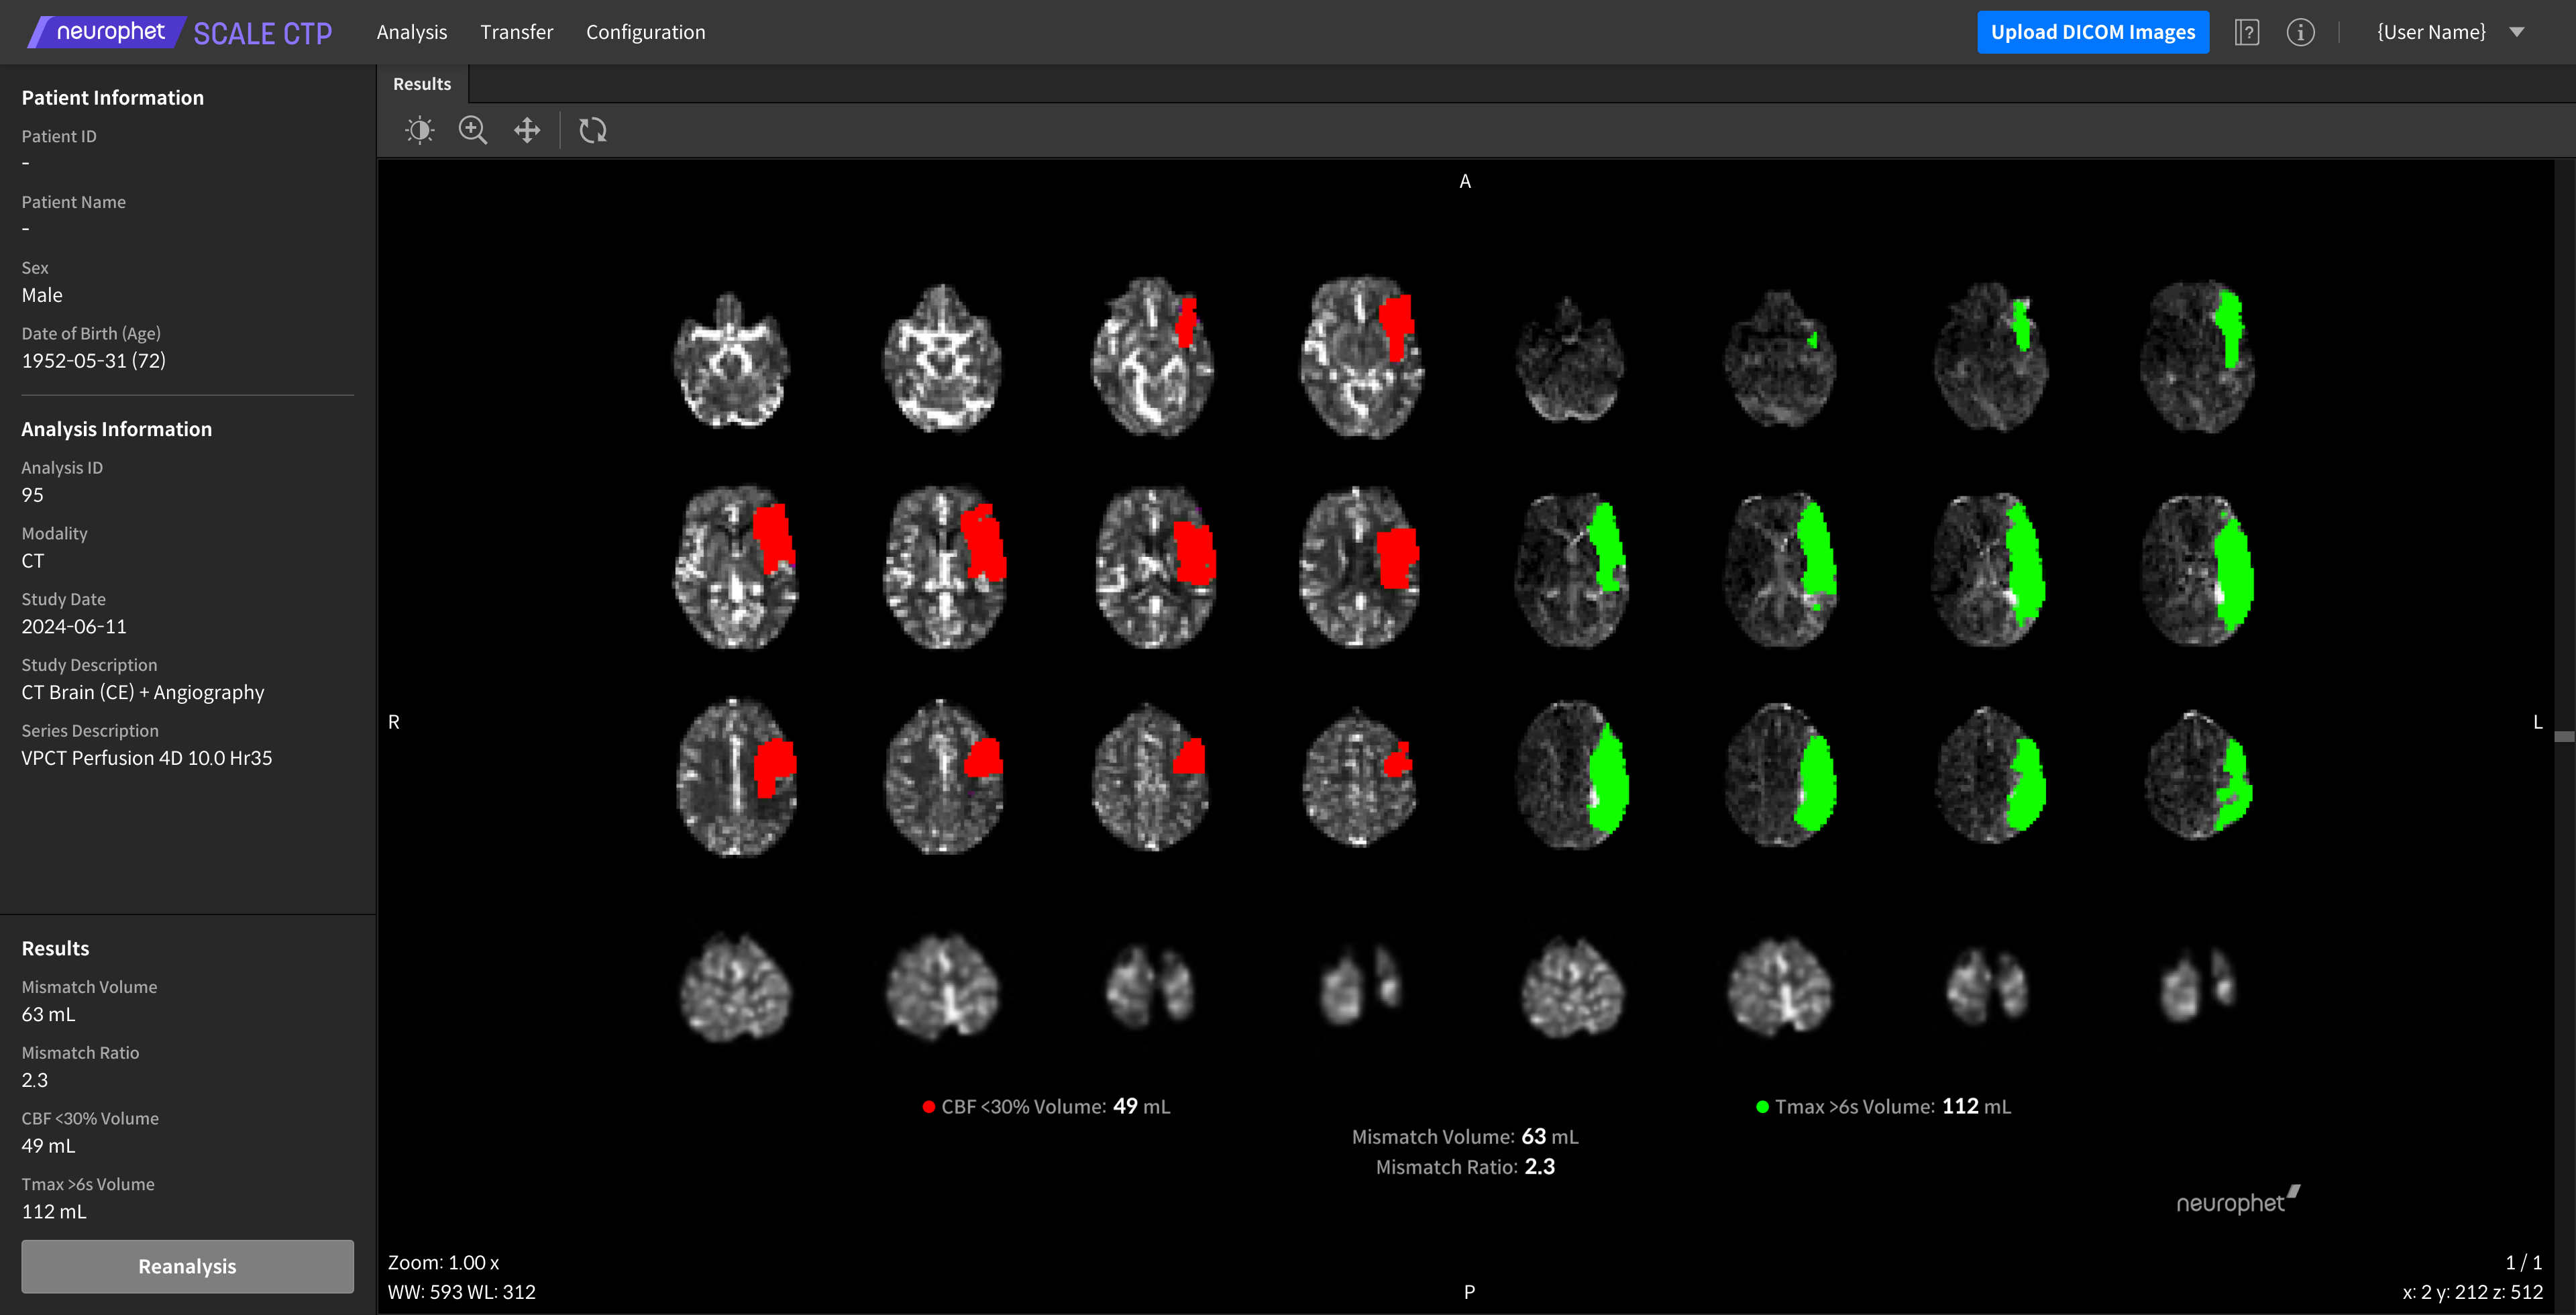 neurophet SCALE CTP
Analysis
Transfer
Configuration
Upload DICOM Images
?
i
{User Name}
Patient Information
Patient ID
-
Patient Name
-
Sex
Male
Date of Birth (Age)
1952-05-31 (72)
Analysis Information
Analysis ID
95
Modality
CT
Study Date
2024-06-11
Study Description
CT Brain (CE) + Angiography
Series Description
VPCT Perfusion 4D 10.0 Hr35
Results
Mismatch Volume
63 mL
Mismatch Ratio
2.3
CBF <30% Volume
49 mL
Tmax >6s Volume
112 mL
Reanalysis
Results
A
R
L
CBF <30% Volume: 49 mL
Tmax >6s Volume: 112 mL
Mismatch Volume: 63 mL
Mismatch Ratio: 2.3
neurophet
Zoom: 1.00 x
WW: 593 WL: 312
P
1 / 1
x: 2 y: 212 z: 512